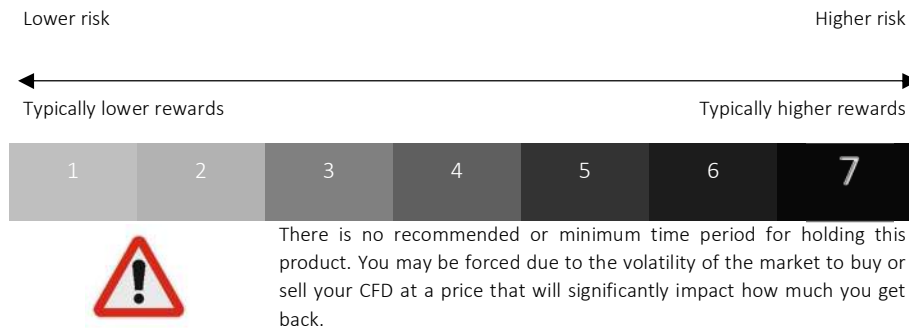 Lower risk
Higher risk
Typically lower rewards
Typically higher rewards
1 2 3 4 5 6 7
There is no recommended or minimum time period for holding this
product. You may be forced due to the volatility of the market to buy or
sell your CFD at a price that will significantly impact how much you get
back.